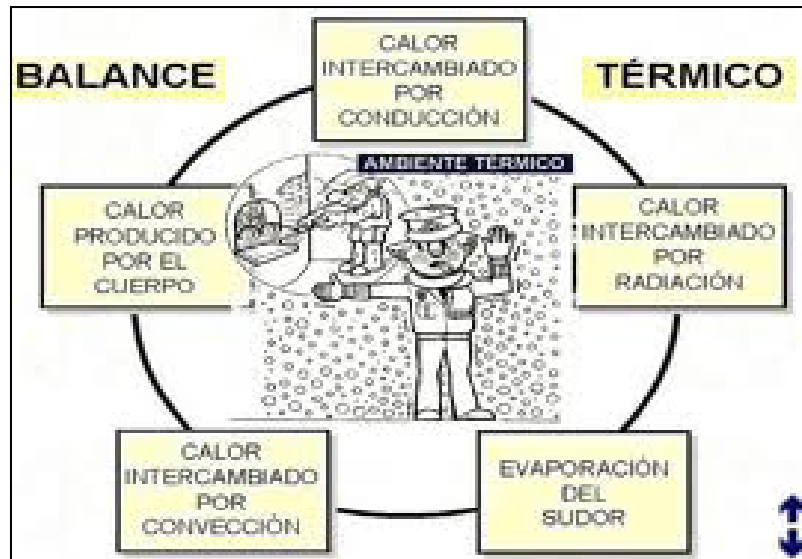 BALANCE TÉRMICO
CALOR
INTERCAMBIADO
POR
CONDUCCIÓN
AMBIENTE TÉRMICO
CALOR
PRODUCIDO
POR EL
CUERPO
CALOR
INTERCAMBIADO
POR
RADIACIÓN
CALOR
INTERCAMBIADO
POR
CONVECCIÓN
EVAPORACIÓN
DEL
SUDOR